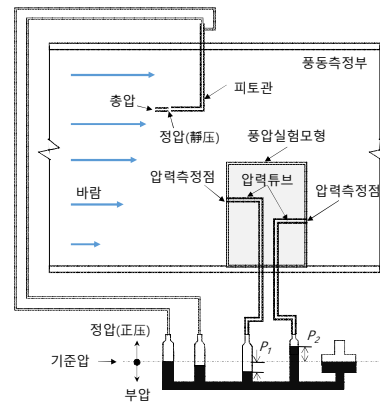 풍동측정부
피토관
총압
정압(靜压)
풍압실험모형
압력측정점
압력튜브
압력측정점
바람
정압(正压)
P1
P2
기준압
부압